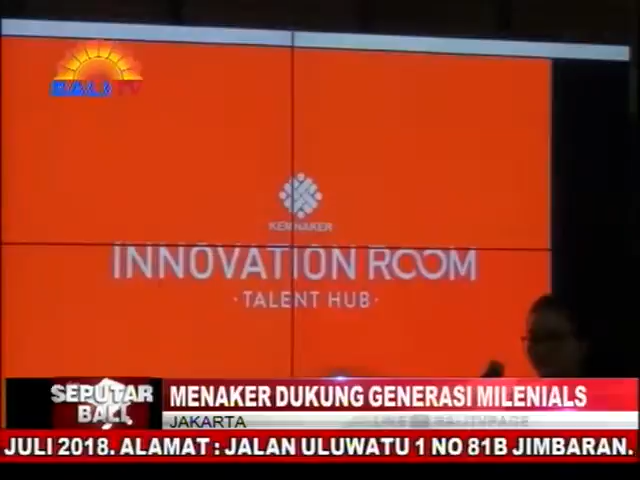 BALI TV
KEMNAKER
INNOVATION ROOM
· TALENT HUB ·
SEPUTAR
BALI
MENAKER DUKUNG GENERASI MILENIALS
JAKARTA
JULI 2018. ALAMAT : JALAN ULUWATU 1 NO 81B JIMBARAN.